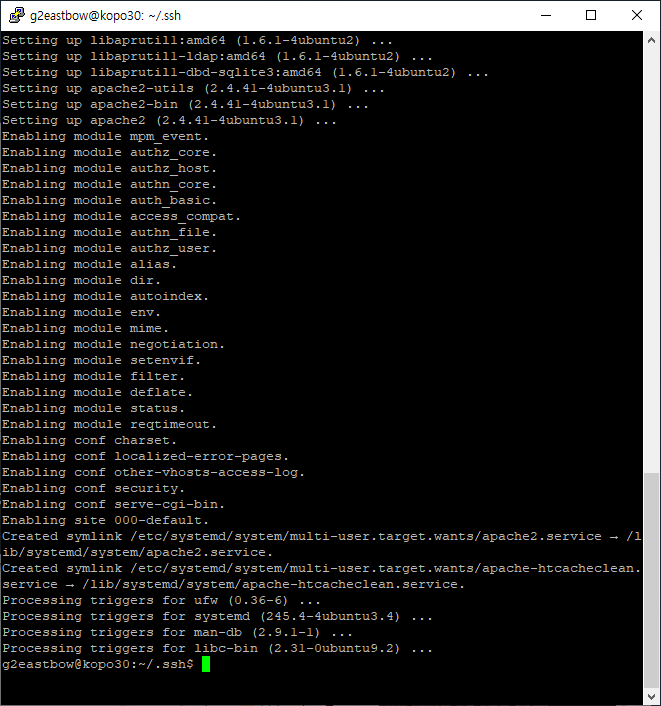 g2eastbow@kopo30: ~/.ssh
Setting up libaprutil1:amd64 (1.6.1-4ubuntu2) ...
Setting up libaprutil1-ldap:amd64 (1.6.1-4ubuntu2) ...
Setting up libaprutil1-dbd-sqlite3:amd64 (1.6.1-4ubuntu2) ...
Setting up apache2-utils (2.4.41-4ubuntu3.1) ...
Setting up apache2-bin (2.4.41-4ubuntu3.1) ...
Setting up apache2 (2.4.41-4ubuntu3.1) ...
Enabling module mpm_event.
Enabling module authz_core.
Enabling module authz_host.
Enabling module authn_core.
Enabling module auth_basic.
Enabling module access_compat.
Enabling module authn_file.
Enabling module authz_user.
Enabling module alias.
Enabling module dir.
Enabling module autoindex.
Enabling module env.
Enabling module mime.
Enabling module negotiation.
Enabling module setenvif.
Enabling module filter.
Enabling module deflate.
Enabling module status.
Enabling module reqtimeout.
Enabling conf charset.
Enabling conf localized-error-pages.
Enabling conf other-vhosts-access-log.
Enabling conf security.
Enabling conf serve-cgi-bin.
Enabling site 000-default.
Created symlink /etc/systemd/system/multi-user.target.wants/apache2.service → /l
ib/systemd/system/apache2.service.
Created symlink /etc/systemd/system/multi-user.target.wants/apache-htcacheclean.
service → /lib/systemd/system/apache-htcacheclean.service.
Processing triggers for ufw (0.36-6) ...
Processing triggers for systemd (245.4-4ubuntu3.4) ...
Processing triggers for man-db (2.9.1-1) ...
Processing triggers for libc-bin (2.31-0ubuntu9.2) ...
g2eastbow@kopo30:~/.ssh$